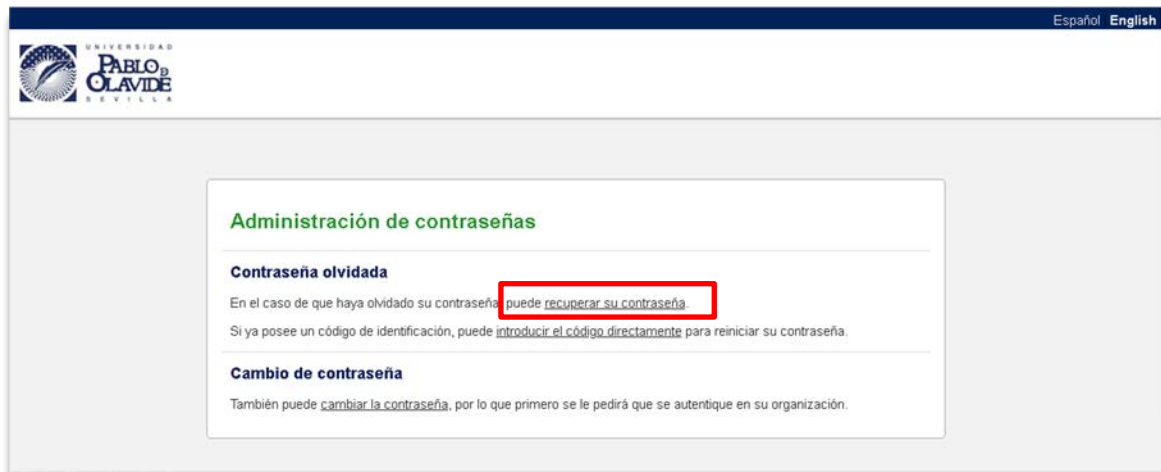 Español English
UNIVERSIDAD
PABLO DE
OLAVIDE
SEVILLA
Administración de contraseñas
Contraseña olvidada
En el caso de que haya olvidado su contraseña puede recuperar su contraseña.
Si ya posee un código de identificación, puede introducir el código directamente para reiniciar su contraseña.
Cambio de contraseña
También puede cambiar la contraseña, por lo que primero se le pedirá que se autentique en su organización.